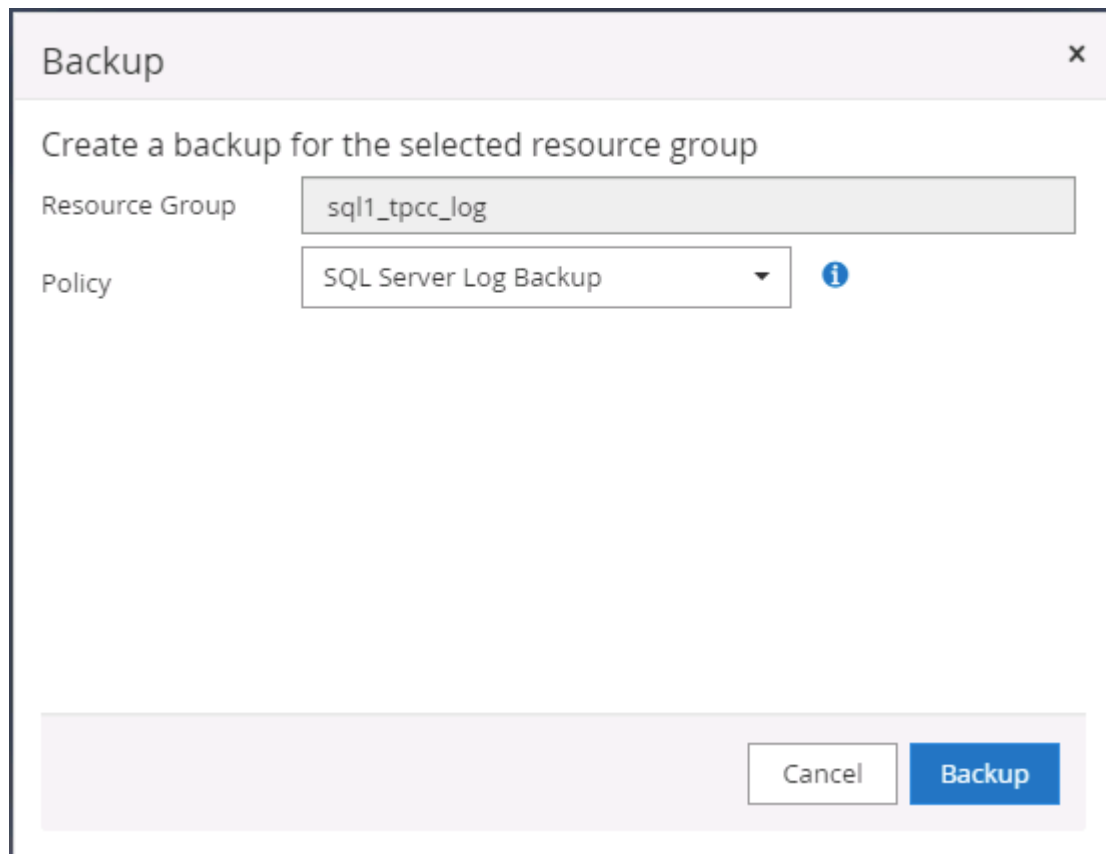 Backup
Create a backup for the selected resource group
Resource Group sql1_tpcc_log
Policy SQL Server Log Backup
Cancel Backup